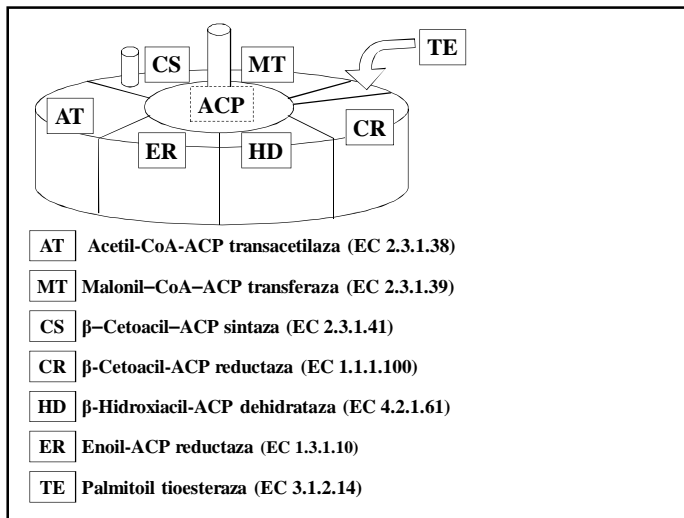 CS MT TE
AT ACP CR
ER HD
AT Acetil-CoA-ACP transacetilaza (EC 2.3.1.38)
MT Malonil–CoA–ACP transferaza (EC 2.3.1.39)
CS β–Cetoacil–ACP sintaza (EC 2.3.1.41)
CR β-Cetoacil-ACP reductaza (EC 1.1.1.100)
HD β-Hidroxiacil-ACP dehidrataza (EC 4.2.1.61)
ER Enoil-ACP reductaza (EC 1.3.1.10)
TE Palmitoil tioesteraza (EC 3.1.2.14)